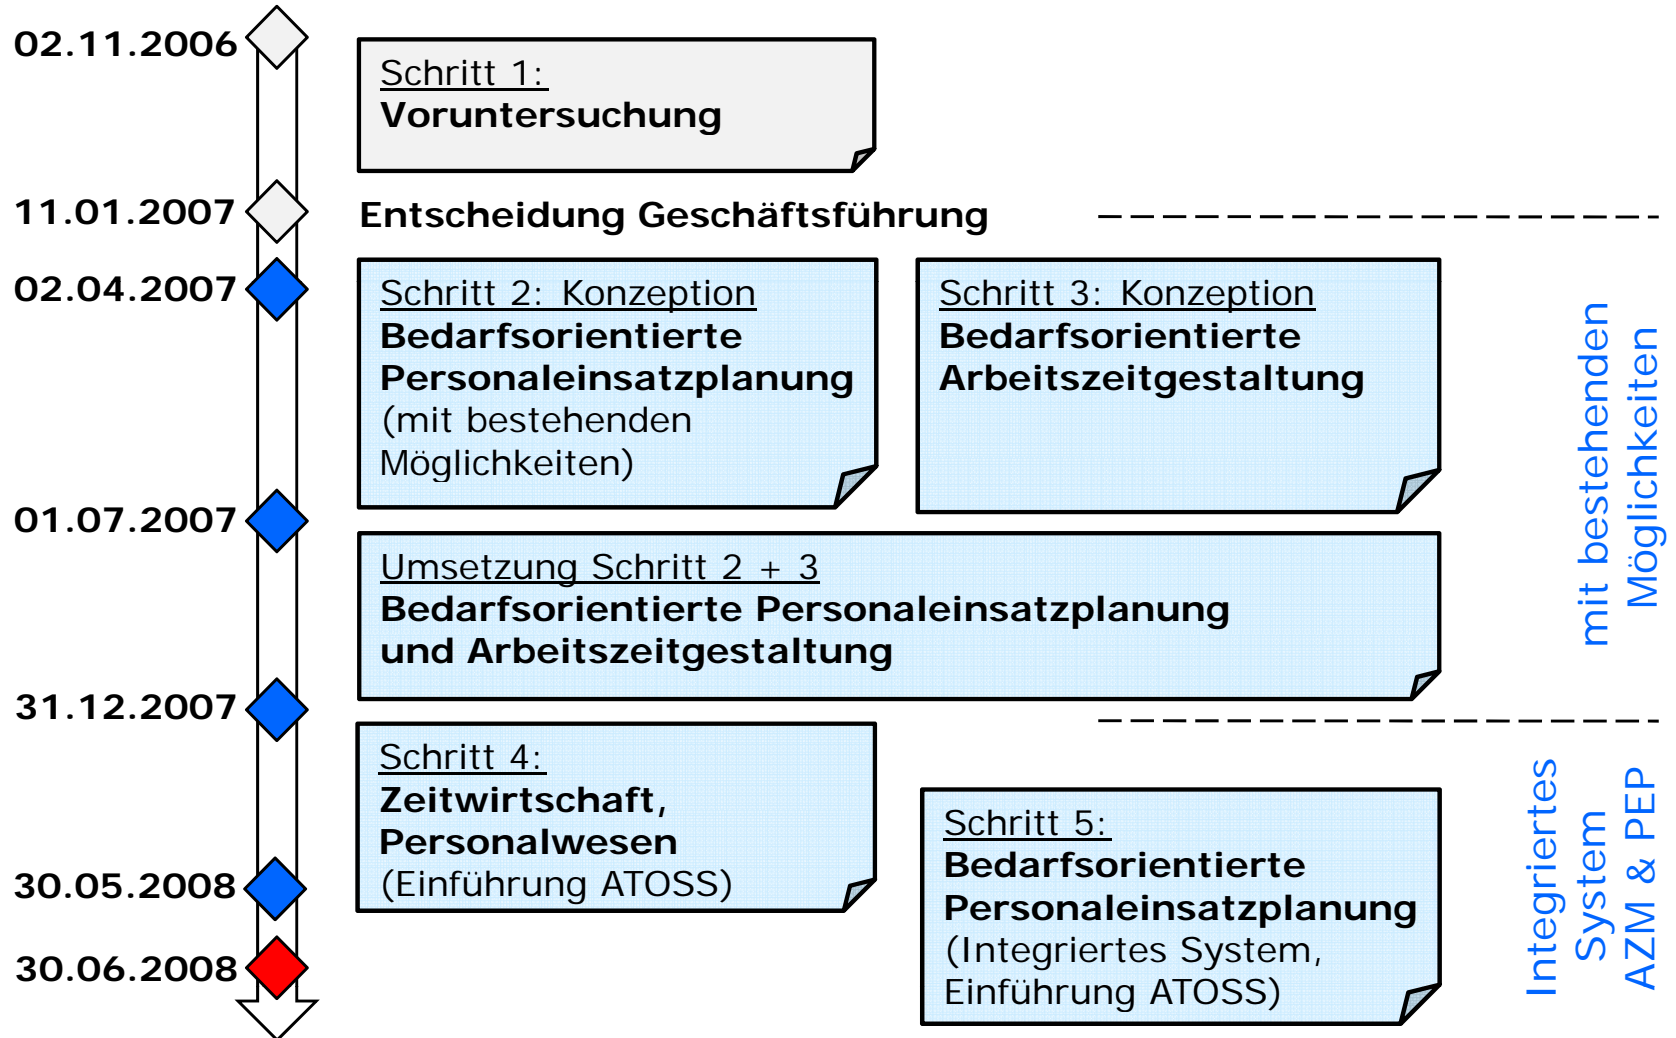 02.11.2006
Schritt 1:
Voruntersuchung
11.01.2007
Entscheidung Geschäftsführung
02.04.2007
Schritt 2: Konzeption
Bedarfsorientierte
Personaleinsatzplanung
(mit bestehenden
Möglichkeiten)
Schritt 3: Konzeption
Bedarfsorientierte
Arbeitszeitgestaltung
mit bestehenden
Möglichkeiten
01.07.2007
Umsetzung Schritt 2 + 3
Bedarfsorientierte Personaleinsatzplanung
und Arbeitszeitgestaltung
31.12.2007
Schritt 4:
Zeitwirtschaft,
Personalwesen
(Einführung ATOSS)
Schritt 5:
Bedarfsorientierte
Personaleinsatzplanung
(Integriertes System,
Einführung ATOSS)
Integriertes
System
AZM & PEP
30.05.2008
30.06.2008